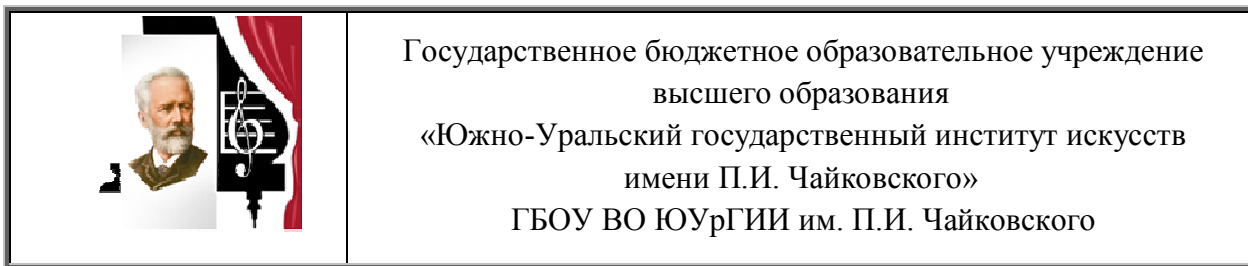 Государственное бюджетное образовательное учреждение
высшего образования
«Южно-Уральский государственный институт искусств
имени П.И. Чайковского»
ГБОУ ВО ЮУрГИИ им. П.И. Чайковского